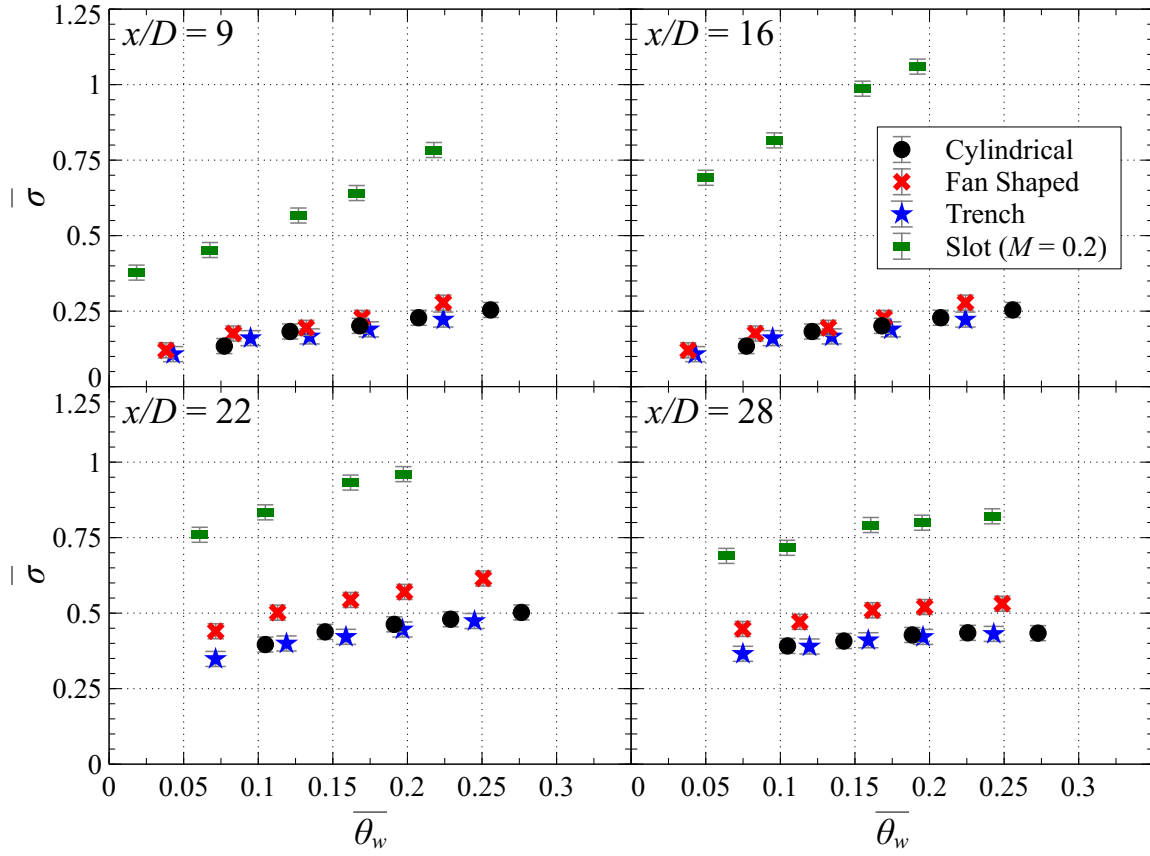 1.25
x/D = 9
x/D = 16
1
Cylindrical
Fan Shaped
0.75
Trench
σ
Slot (M = 0.2)
0.5
0.25
0
1.25
x/D = 22
x/D = 28
1
0.75
σ
0.5
0.25
0
0 0.05 0.1 0.15 0.2 0.25 0.3 0 0.05 0.1 0.15 0.2 0.25 0.3
θw θw